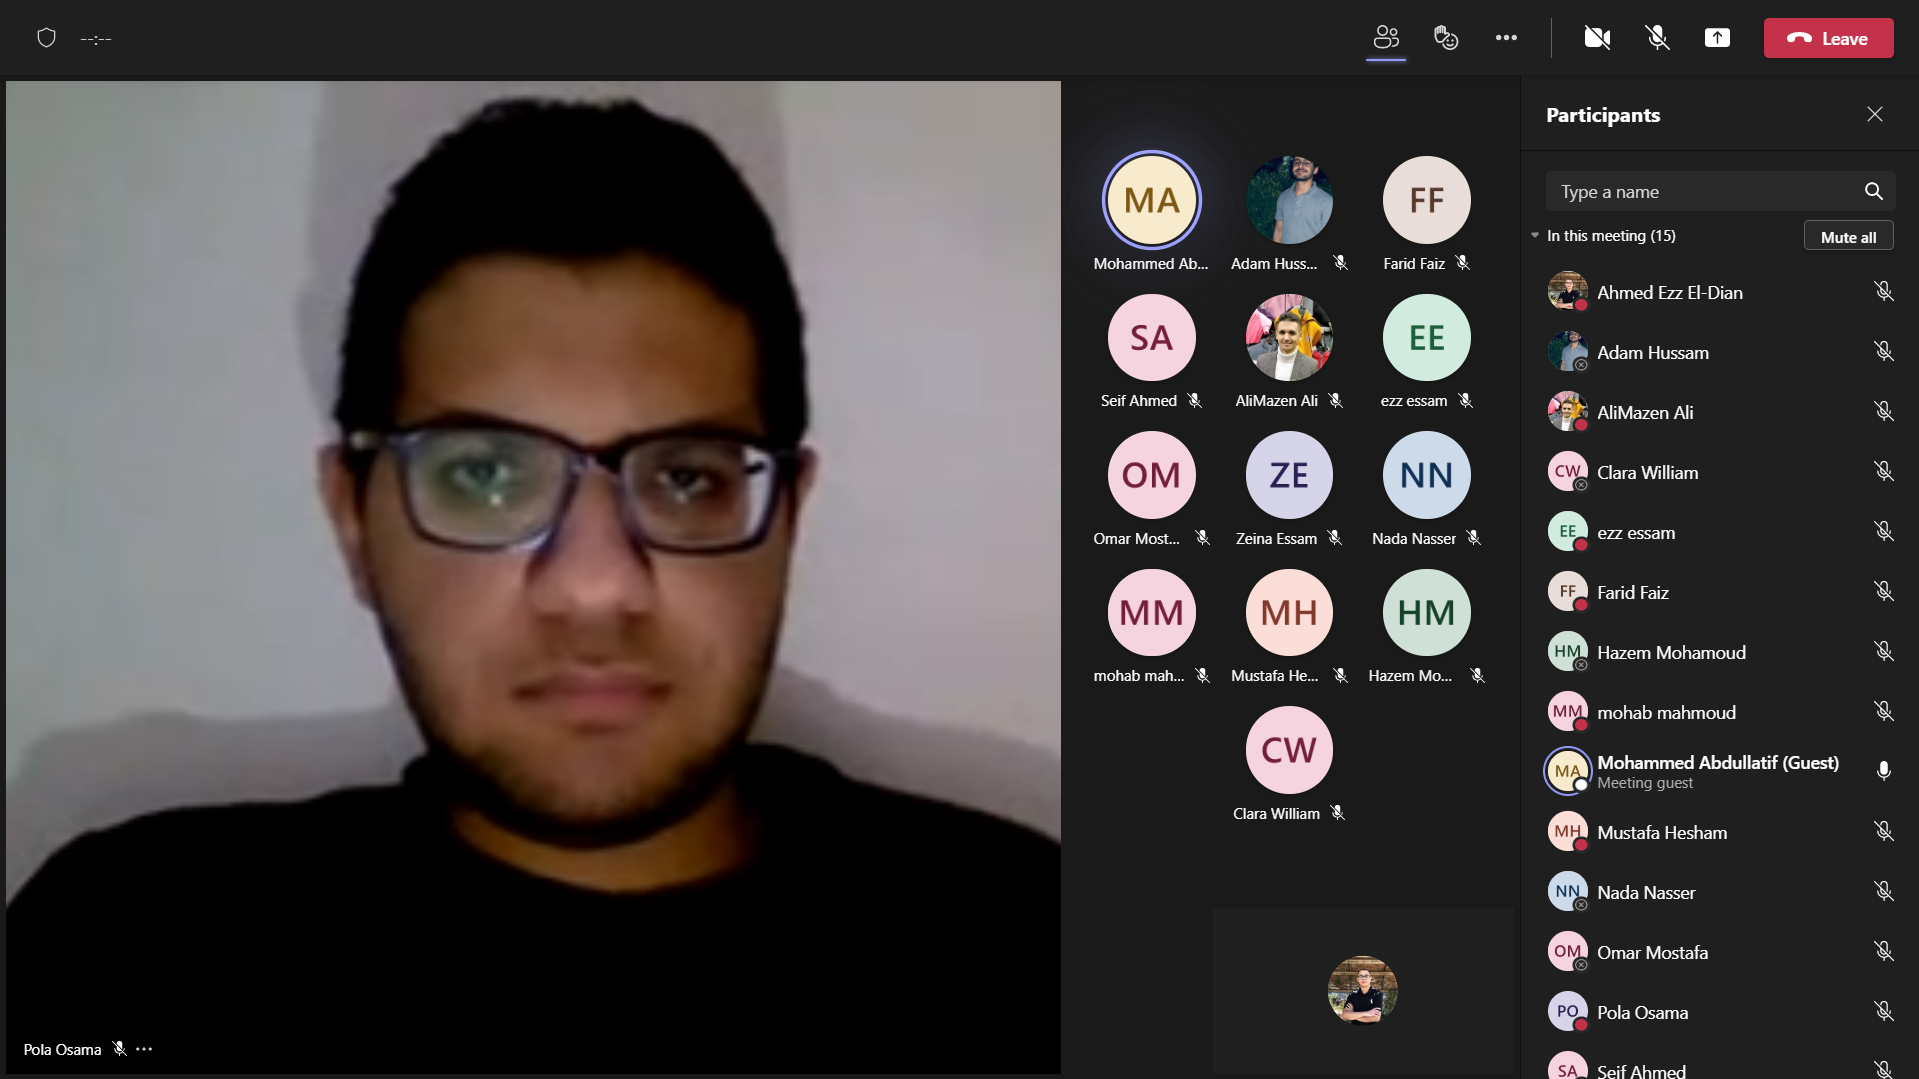 --:--
Leave
Participants
Type a name
In this meeting (15)
Mute all
MA
Mohammed Ab...
Adam Huss...
FF
Farid Faiz
SA
Seif Ahmed
AliMazen Ali
EE
ezz essam
OM
Omar Most...
ZE
Zeina Essam
NN
Nada Nasser
MM
mohab mah...
MH
Mustafa He...
HM
Hazem Mo...
CW
Clara William
Pola Osama
Ahmed Ezz El-Dian
Adam Hussam
AliMazen Ali
CW
Clara William
EE
ezz essam
FF
Farid Faiz
HM
Hazem Mohamoud
MM
mohab mahmoud
MA
Mohammed Abdullatif (Guest)
Meeting guest
MH
Mustafa Hesham
NN
Nada Nasser
OM
Omar Mostafa
PO
Pola Osama
SA
Seif Ahmed